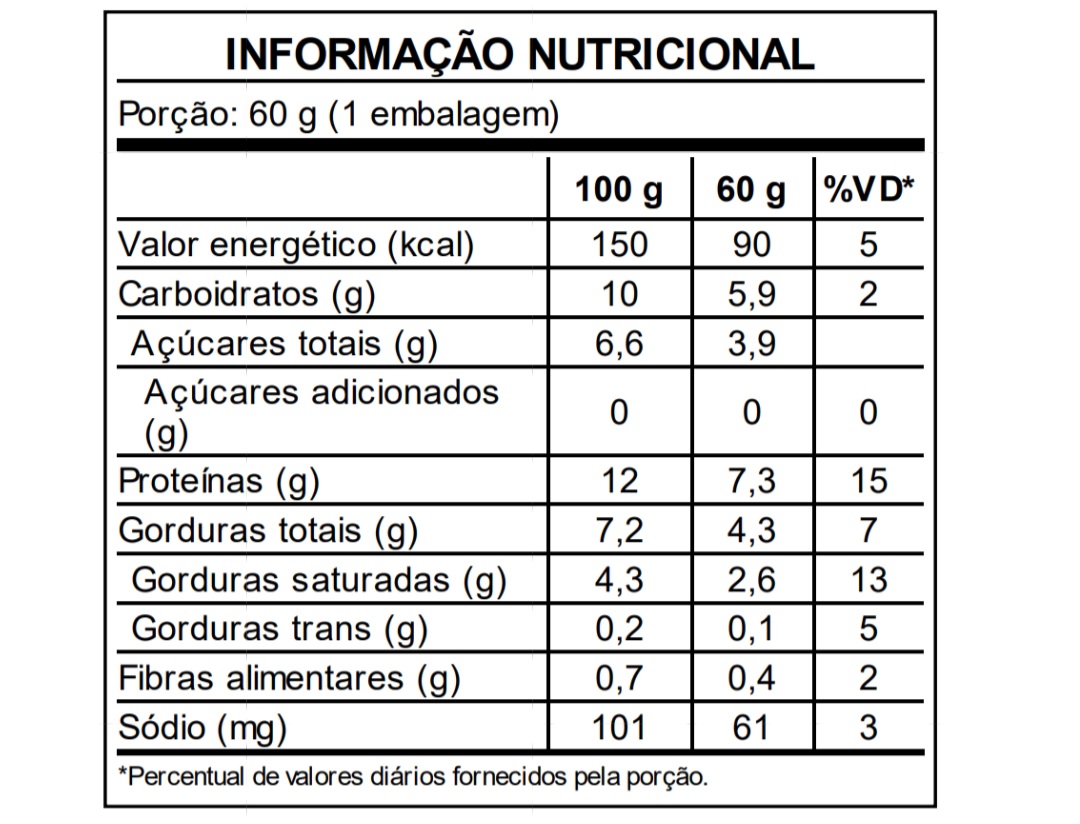 INFORMAÇÃO NUTRICIONAL
Porção: 60 g (1 embalagem)
100 g 60 g %VD*
Valor energético (kcal) 150 90 5
Carboidratos (g) 10 5,9 2
Açúcares totais (g) 6,6 3,9
Açúcares adicionados
(g) 0 0 0
Proteínas (g) 12 7,3 15
Gorduras totais (g) 7,2 4,3 7
Gorduras saturadas (g) 4,3 2,6 13
Gorduras trans (g) 0,2 0,1 5
Fibras alimentares (g) 0,7 0,4 2
Sódio (mg) 101 61 3
*Percentual de valores diários fornecidos pela porção.